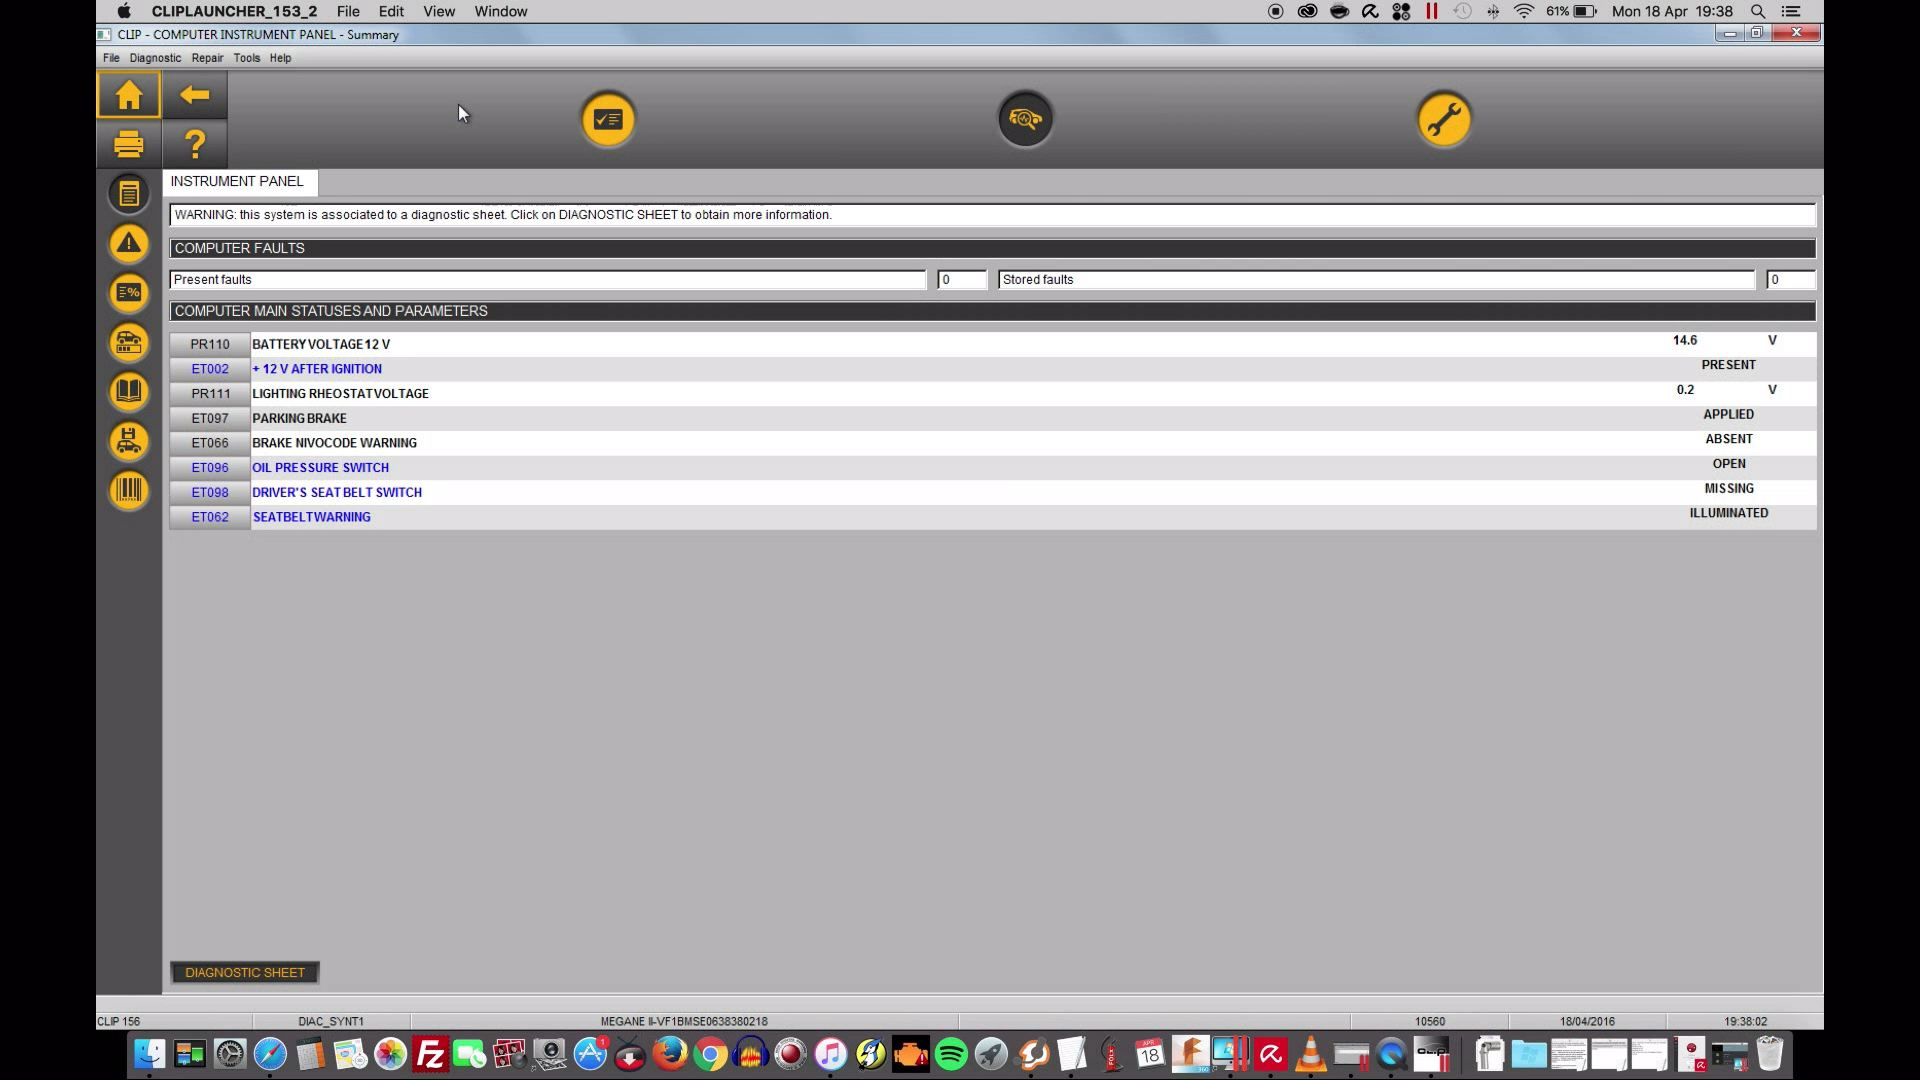 CLIPLAUNCHER_153_2 File Edit View Window 61% Mon 18 Apr 19:38
CLIP - COMPUTER INSTRUMENT PANEL - Summary
File Diagnostic Repair Tools Help
INSTRUMENT PANEL
WARNING: this system is associated to a diagnostic sheet. Click on DIAGNOSTIC SHEET to obtain more information.
COMPUTER FAULTS
Present faults 0 Stored faults 0
COMPUTER MAIN STATUSES AND PARAMETERS
PR110 BATTERY VOLTAGE 12 V 14.6 V
ET002 + 12 V AFTER IGNITION PRESENT
PR111 LIGHTING RHEOSTAT VOLTAGE 0.2 V
ET097 PARKING BRAKE APPLIED
ET066 BRAKE NIVOCODE WARNING ABSENT
ET096 OIL PRESSURE SWITCH OPEN
ET098 DRIVER'S SEAT BELT SWITCH MISSING
ET062 SEATBELT WARNING ILLUMINATED
DIAGNOSTIC SHEET
CLIP 156 DIAC_SYNT1 MEGANE II-VF1BMSE0638380218 10560 18/04/2016 19:38:02